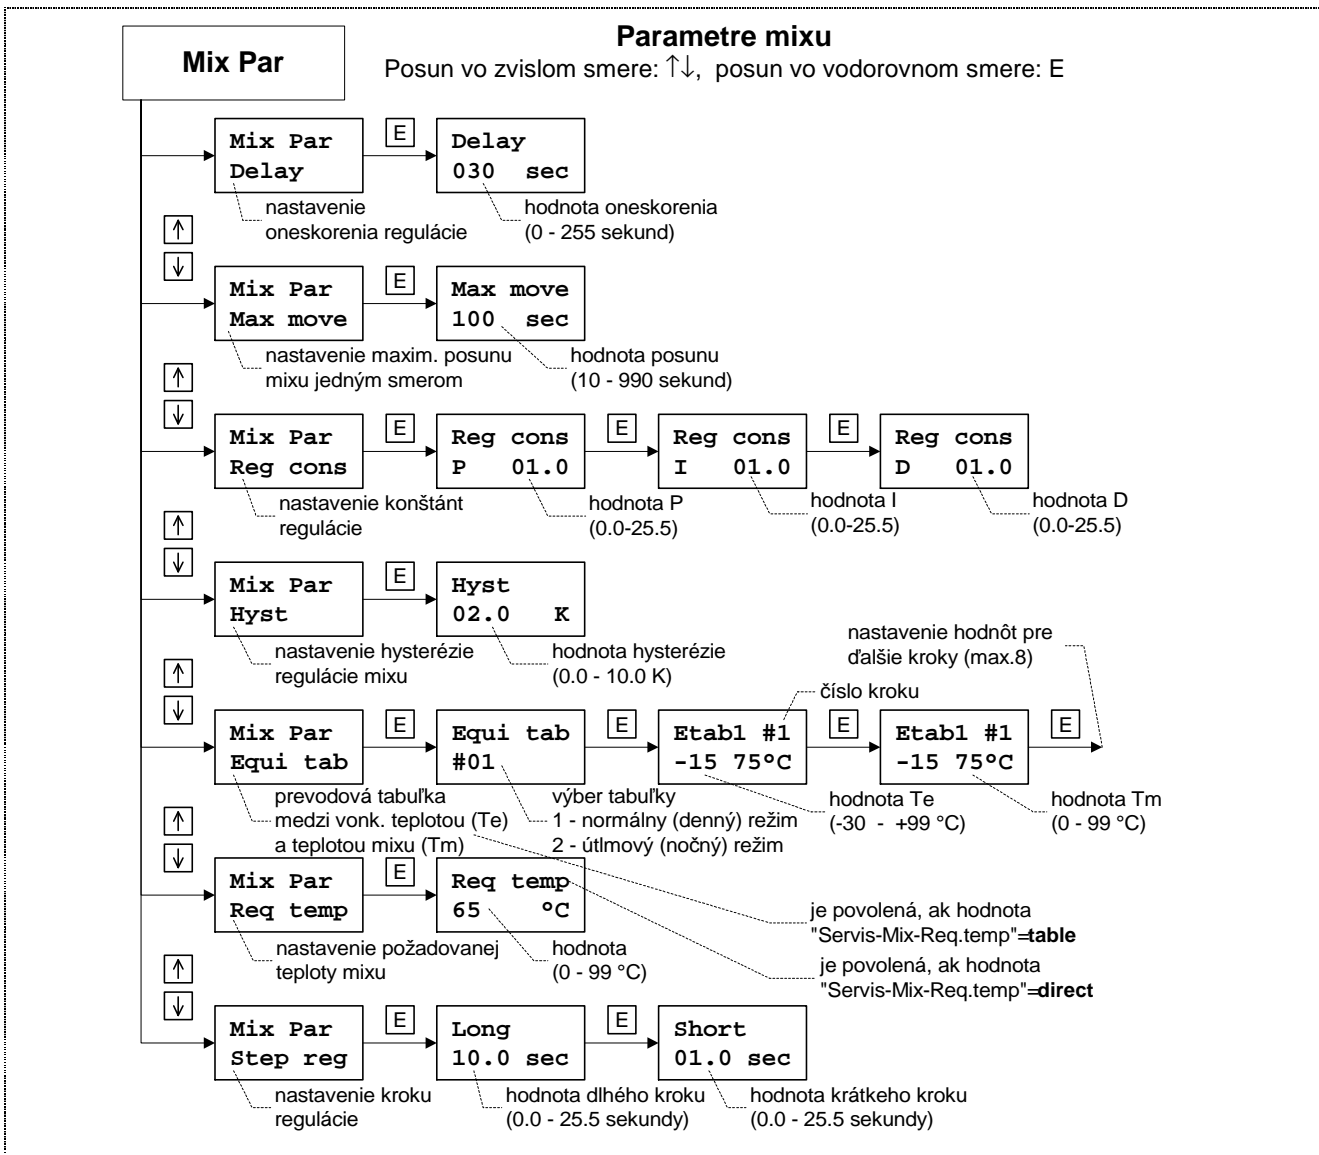 Parametre mixu
Mix Par
Posun vo zvislom smere: ↑↓, posun vo vodorovnom smere: E
Mix Par
Delay
E
Delay
030 sec
nastavenie
oneskorenia regulácie
hodnota oneskorenia
(0 - 255 sekund)
↑
↓
Mix Par
Max move
E
Max move
100 sec
nastavenie maxim. posunu
mixu jedným smerom
hodnota posunu
(10 - 990 sekund)
↑
↓
Mix Par
Reg cons
E
Reg cons
P 01.0
E
Reg cons
I 01.0
E
Reg cons
D 01.0
nastavenie konštánt
regulácie
hodnota P
(0.0-25.5)
hodnota I
(0.0-25.5)
hodnota D
(0.0-25.5)
↑
↓
Mix Par
Hyst
E
Hyst
02.0 K
nastavenie hysterézie
regulácie mixu
hodnota hysterézie
(0.0 - 10.0 K)
nastavenie hodnôt pre
ďalšie kroky (max.8)
číslo kroku
↑
↓
Mix Par
Equi tab
E
Equi tab
#01
E
Etab1 #1
-15 75°C
E
Etab1 #1
-15 75°C
E
prevodová tabuľka
medzi vonk. teplotou (Te)
a teplotou mixu (Tm)
výber tabuľky
1 - normálny (denný) režim
2 - útlmový (nočný) režim
hodnota Te
(-30 - +99 °C)
hodnota Tm
(0 - 99 °C)
↑
↓
Mix Par
Req temp
E
Req temp
65 °C
nastavenie požadovanej
teploty mixu
hodnota
(0 - 99 °C)
je povolená, ak hodnota
"Servis-Mix-Req.temp"=table
je povolená, ak hodnota
"Servis-Mix-Req.temp"=direct
↑
↓
Mix Par
Step reg
E
Long
10.0 sec
E
Short
01.0 sec
nastavenie kroku
regulácie
hodnota dlhého kroku
(0.0 - 25.5 sekundy)
hodnota krátkeho kroku
(0.0 - 25.5 sekundy)